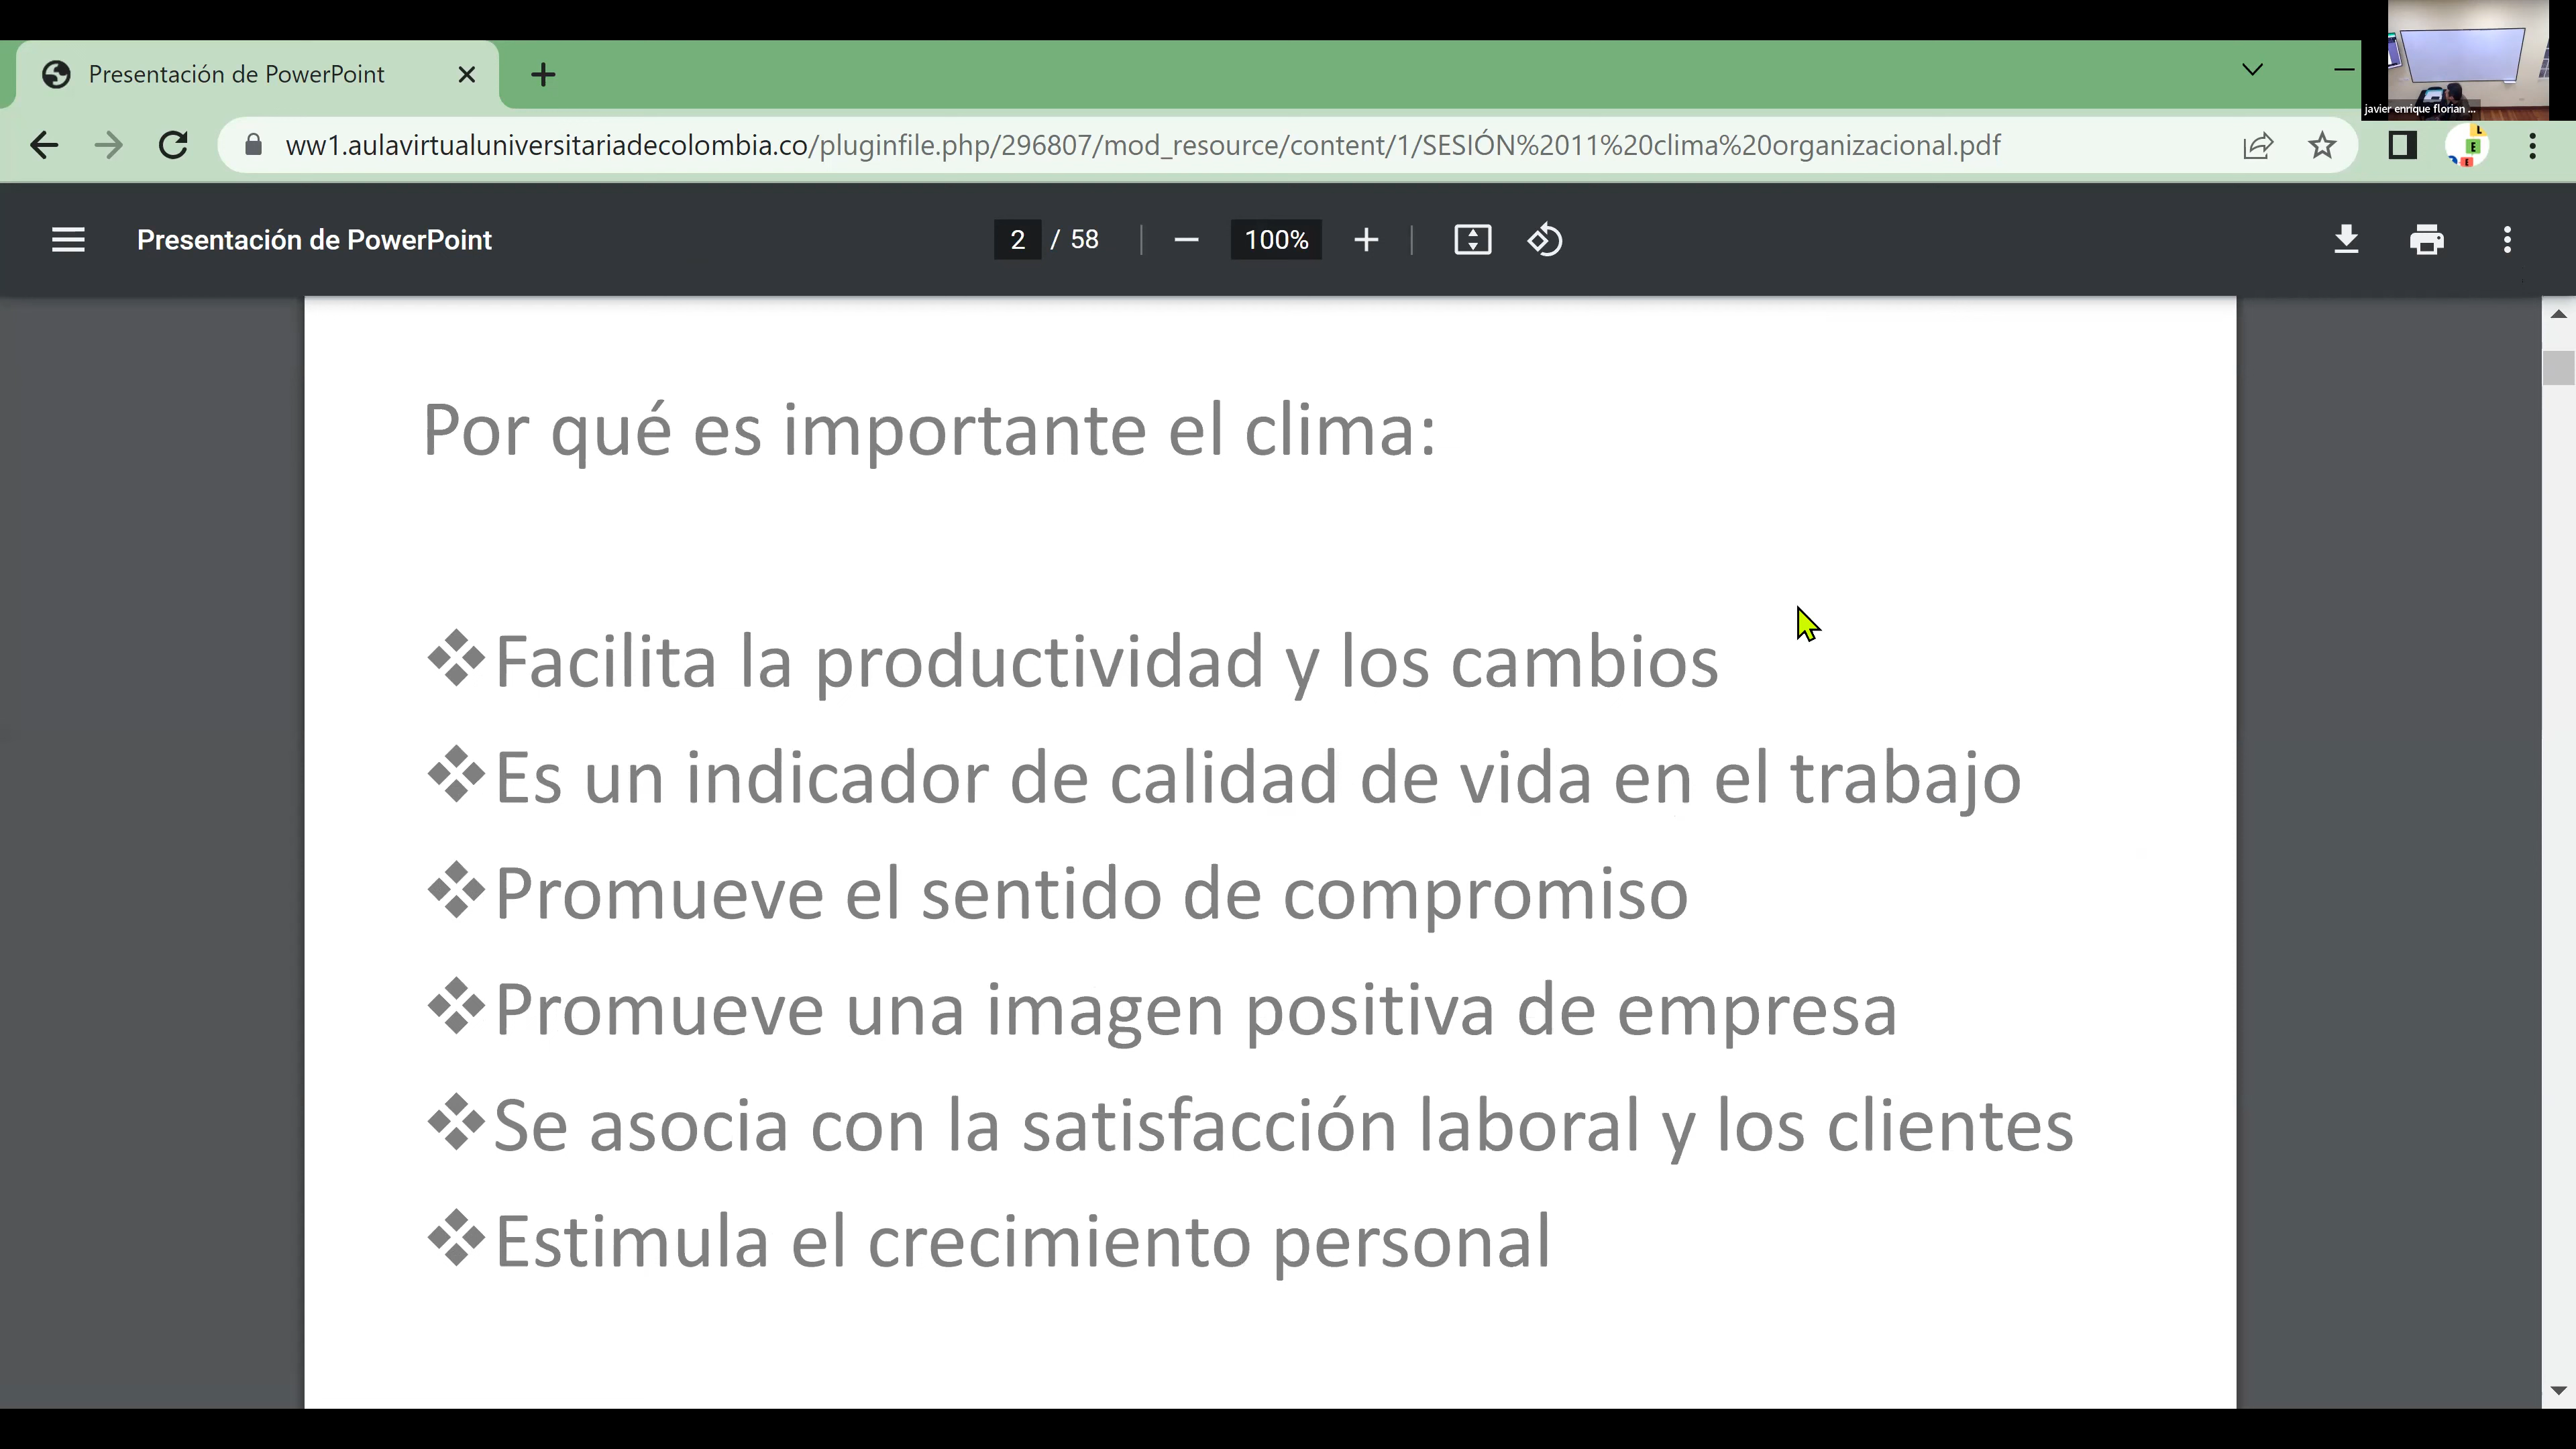 Presentación de PowerPoint
javier enrique florian ...
ww1.aulavirtualuniversitariadecolombia.co/pluginfile.php/296807/mod_resource/content/1/SESIÓN%2011%20clima%20organizacional.pdf
Presentación de PowerPoint
2 / 58
100%
Por qué es importante el clima:
❖Facilita la productividad y los cambios
❖Es un indicador de calidad de vida en el trabajo
❖Promueve el sentido de compromiso
❖Promueve una imagen positiva de empresa
❖Se asocia con la satisfacción laboral y los clientes
❖Estimula el crecimiento personal